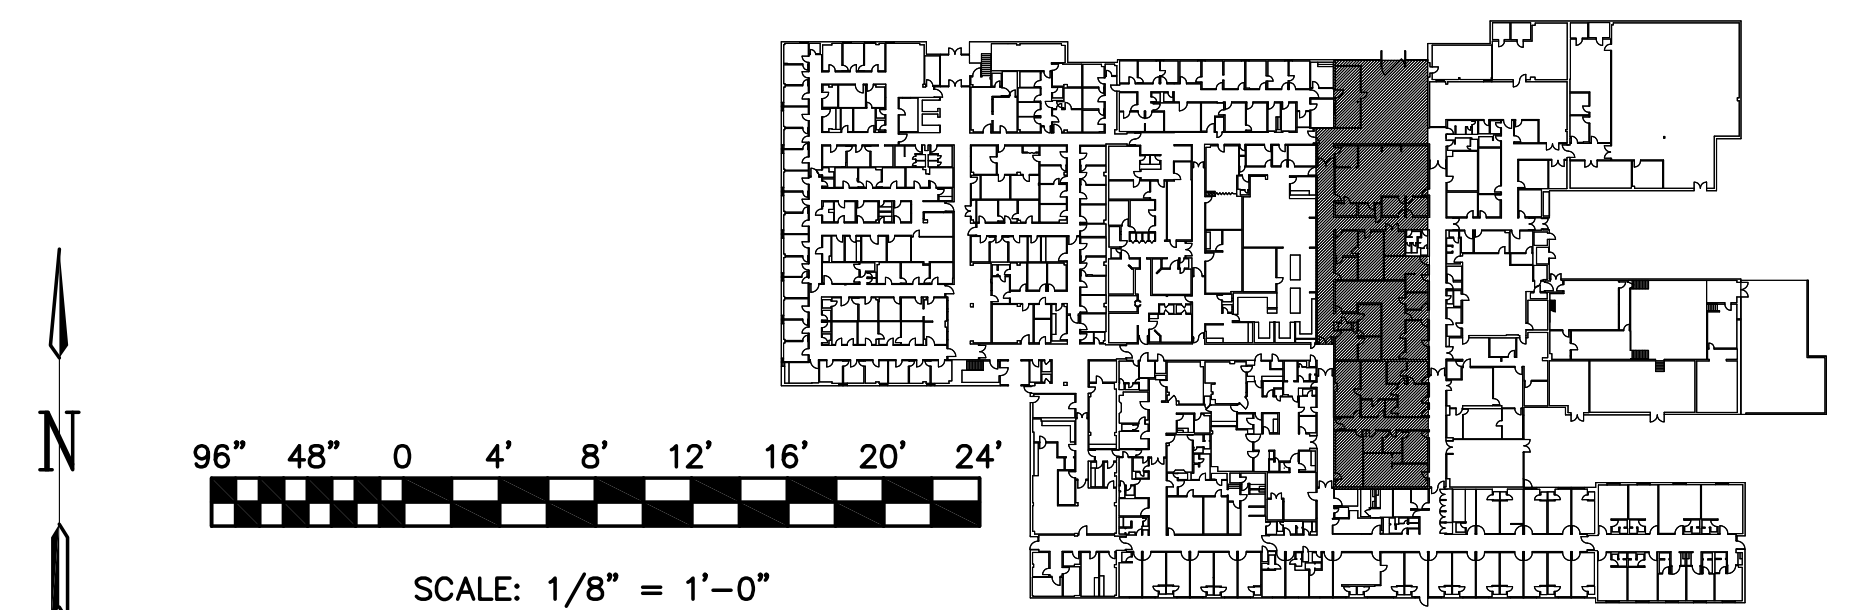 N
96” 48” 0 4’ 8’ 12’ 16’ 20’ 24’
SCALE: 1/8” = 1’-0”